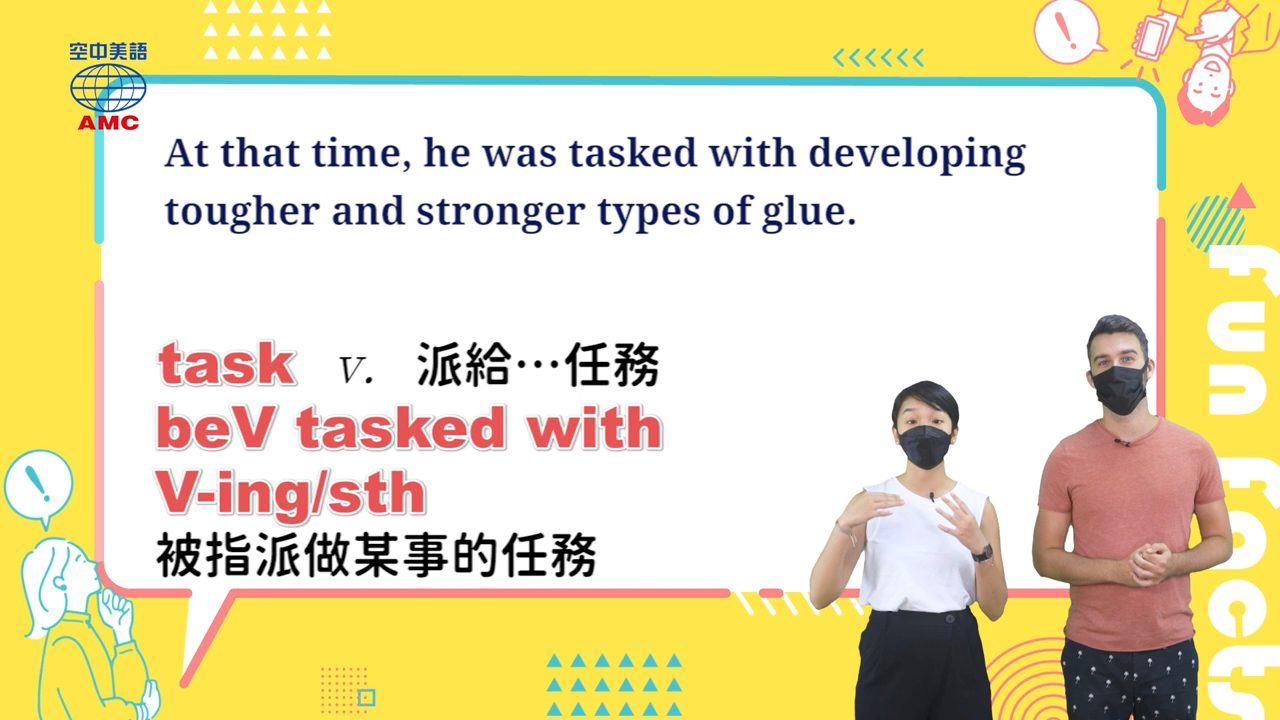 空中美語
AMC
At that time, he was tasked with developing
tougher and stronger types of glue.
task v. 派給…任務
beV tasked with
V-ing/sth
被指派做某事的任務
fun facts